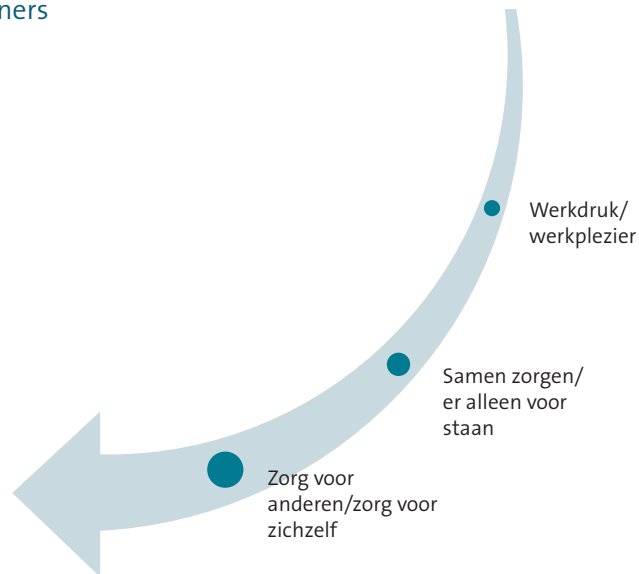 ners
Werkdruk/
werkplezier
Samen zorgen/
er alleen voor
staan
Zorg voor
anderen/zorg voor
zichzelf